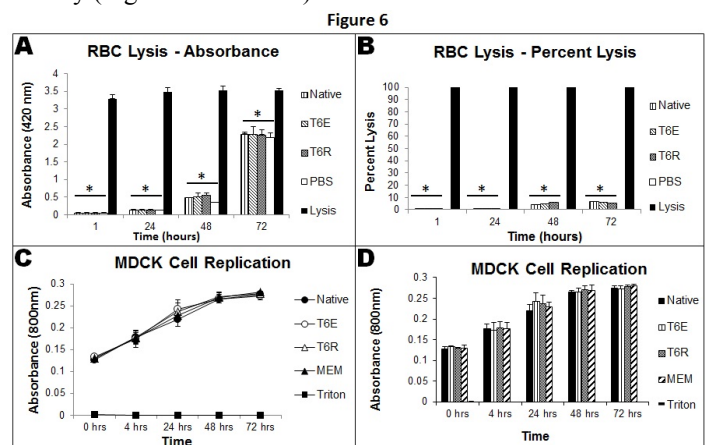 Figure 6
A
RBC Lysis - Absorbance
Absorbance (420 nm)
4
3.5
3
2.5
2
1.5
1
0.5
0
*
*
*
*
1
24
48
72
Time (hours)
Native
T6E
T6R
PBS
Lysis
B
RBC Lysis - Percent Lysis
Percent Lysis
100
90
80
70
60
50
40
30
20
10
0
*
*
*
*
1
24
48
72
Time (hours)
Native
T6E
T6R
PBS
Lysis
C
MDCK Cell Replication
Absorbance (800nm)
0.3
0.25
0.2
0.15
0.1
0.05
0
0 hrs
4 hrs
24 hrs
48 hrs
72 hrs
Time
Native
T6E
T6R
MEM
Triton
D
MDCK Cell Replication
Absorbance (800nm)
0.3
0.25
0.2
0.15
0.1
0.05
0
0 hrs
4 hrs
24 hrs
48 hrs
72 hrs
Time
Native
T6E
T6R
MEM
Triton